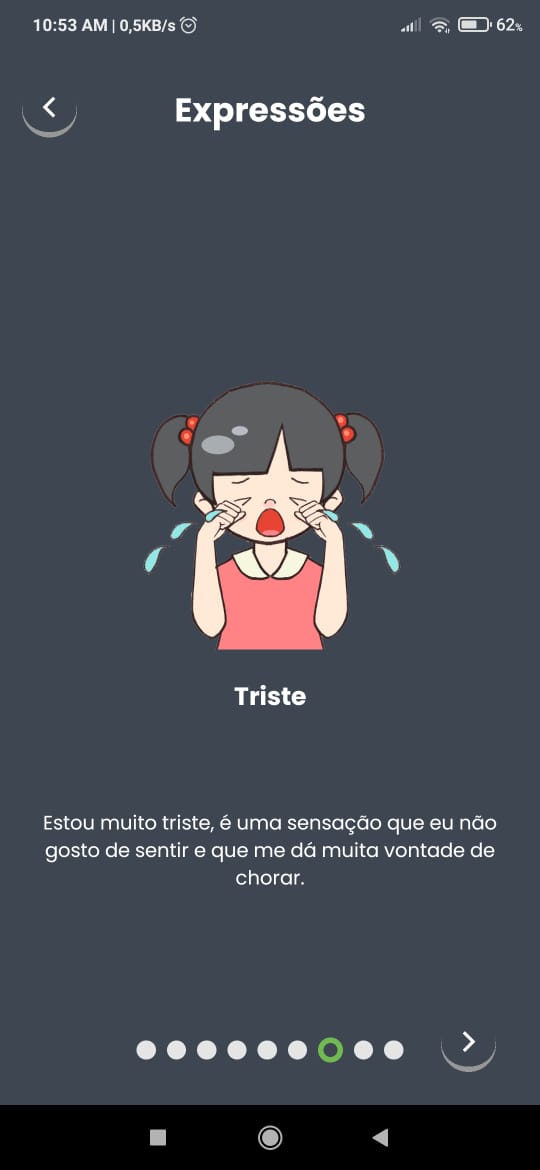 10:53 AM | 0,5KB/s
62%
Expressões
Triste
Estou muito triste, é uma sensação que eu não
gosto de sentir e que me dá muita vontade de
chorar.